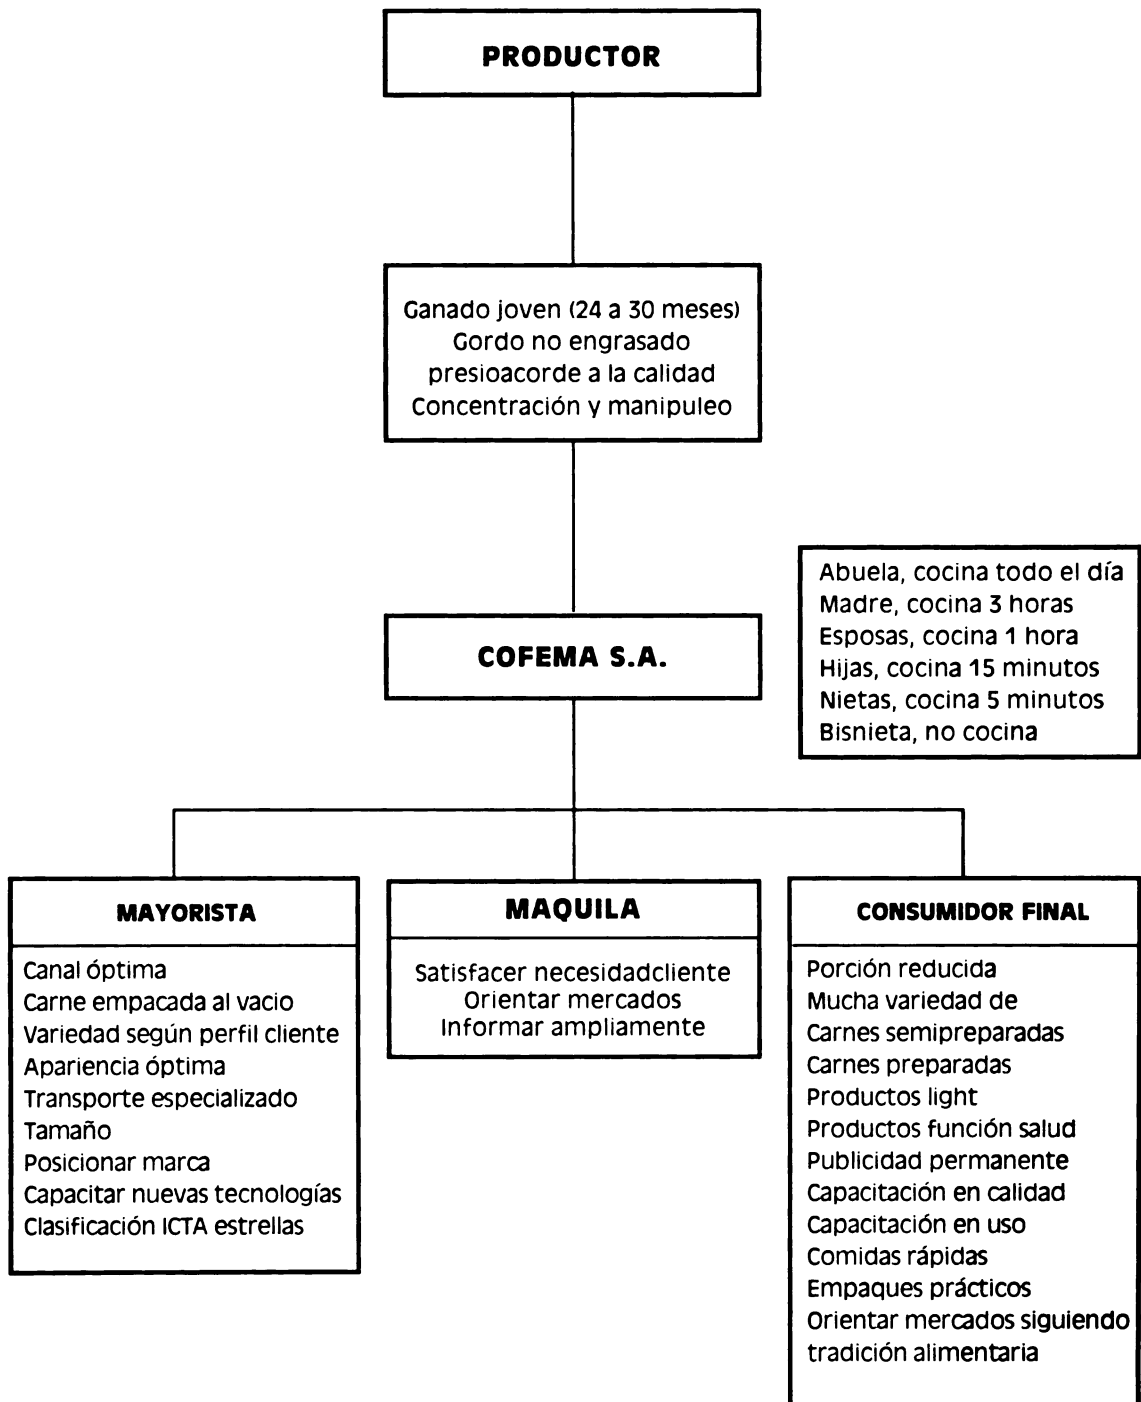 PRODUCTOR
Ganado joven (24 a 30 meses)
Gordo no engrasado
presioacorde a la calidad
Concentración y manipuleo
Abuela, cocina todo el día
Madre, cocina 3 horas
Esposas, cocina 1 hora
Hijas, cocina 15 minutos
Nietas, cocina 5 minutos
Bisnieta, no cocina
COFEMA S.A.
MAYORISTA
Canal óptima
Carne empacada al vacio
Variedad según perfil cliente
Apariencia óptima
Transporte especializado
Tamaño
Posicionar marca
Capacitar nuevas tecnologías
Clasificación ICTA estrellas
MAQUILA
Satisfacer necesidadcliente
Orientar mercados
Informar ampliamente
CONSUMIDOR FINAL
Porción reducida
Mucha variedad de
Carnes semipreparadas
Carnes preparadas
Productos light
Productos función salud
Publicidad permanente
Capacitación en calidad
Capacitación en uso
Comidas rápidas
Empaques prácticos
Orientar mercados siguiendo
tradición alimentaria